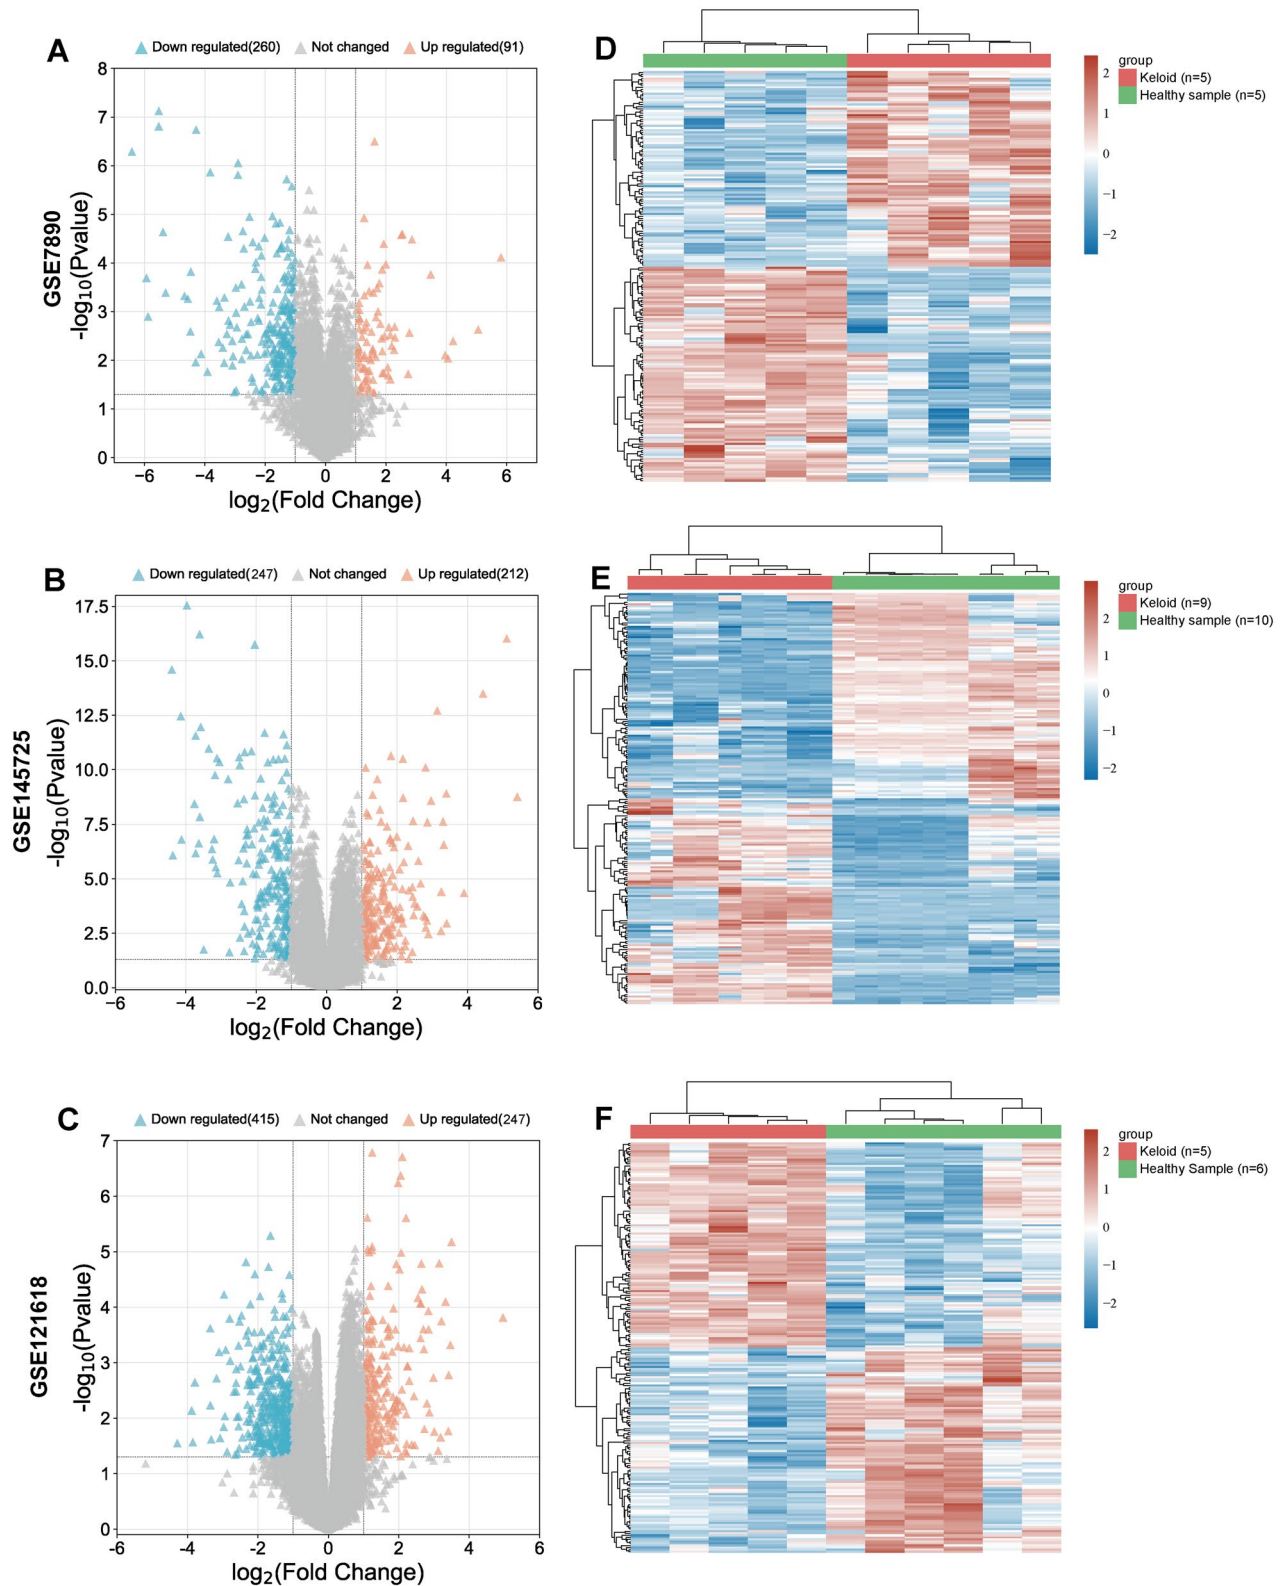 A
Down regulated(260) Not changed Up regulated(91)
8
7
6
5
4
3
2
1
0
−6 −4 −2 0 2 4 6
log2(Fold Change)
-log10(Pvalue)
GSE7890
D
group
Keloid (n=5)
Healthy sample (n=5)
2
1
0
−1
−2
B
Down regulated(247) Not changed Up regulated(212)
17.5
15.0
12.5
10.0
7.5
5.0
2.5
0.0
−6 −4 −2 0 2 4 6
log2(Fold Change)
-log10(Pvalue)
GSE145725
E
group
Keloid (n=9)
Healthy sample (n=10)
2
1
0
−1
−2
C
Down regulated(415) Not changed Up regulated(247)
7
6
5
4
3
2
1
0
-6 -4 -2 0 2 4 6
log2(Fold Change)
-log10(Pvalue)
GSE121618
F
group
Keloid (n=5)
Healthy Sample (n=6)
2
1
0
−1
−2